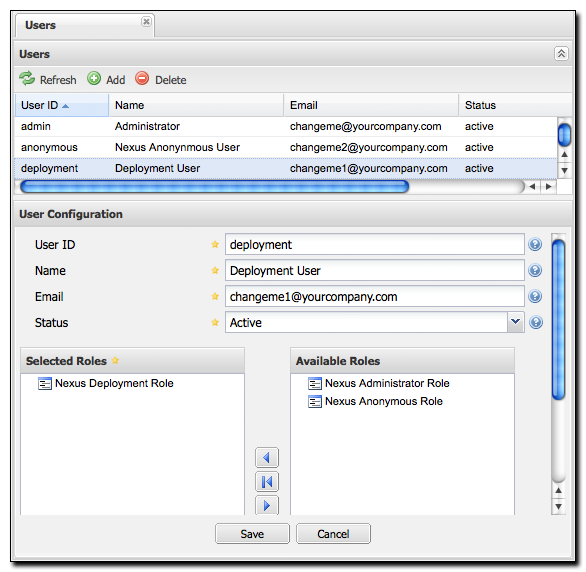 Users
Users
Refresh Add Delete
User ID Name Email Status
admin Administrator changeme@yourcompany.com active
anonymous Nexus Anonynmous User changeme2@yourcompany.com active
deployment Deployment User changeme1@yourcompany.com active
User Configuration
User ID deployment
Name Deployment User
Email changeme1@yourcompany.com
Status Active
Selected Roles Available Roles
Nexus Deployment Role Nexus Administrator Role
Nexus Anonymous Role
Save Cancel